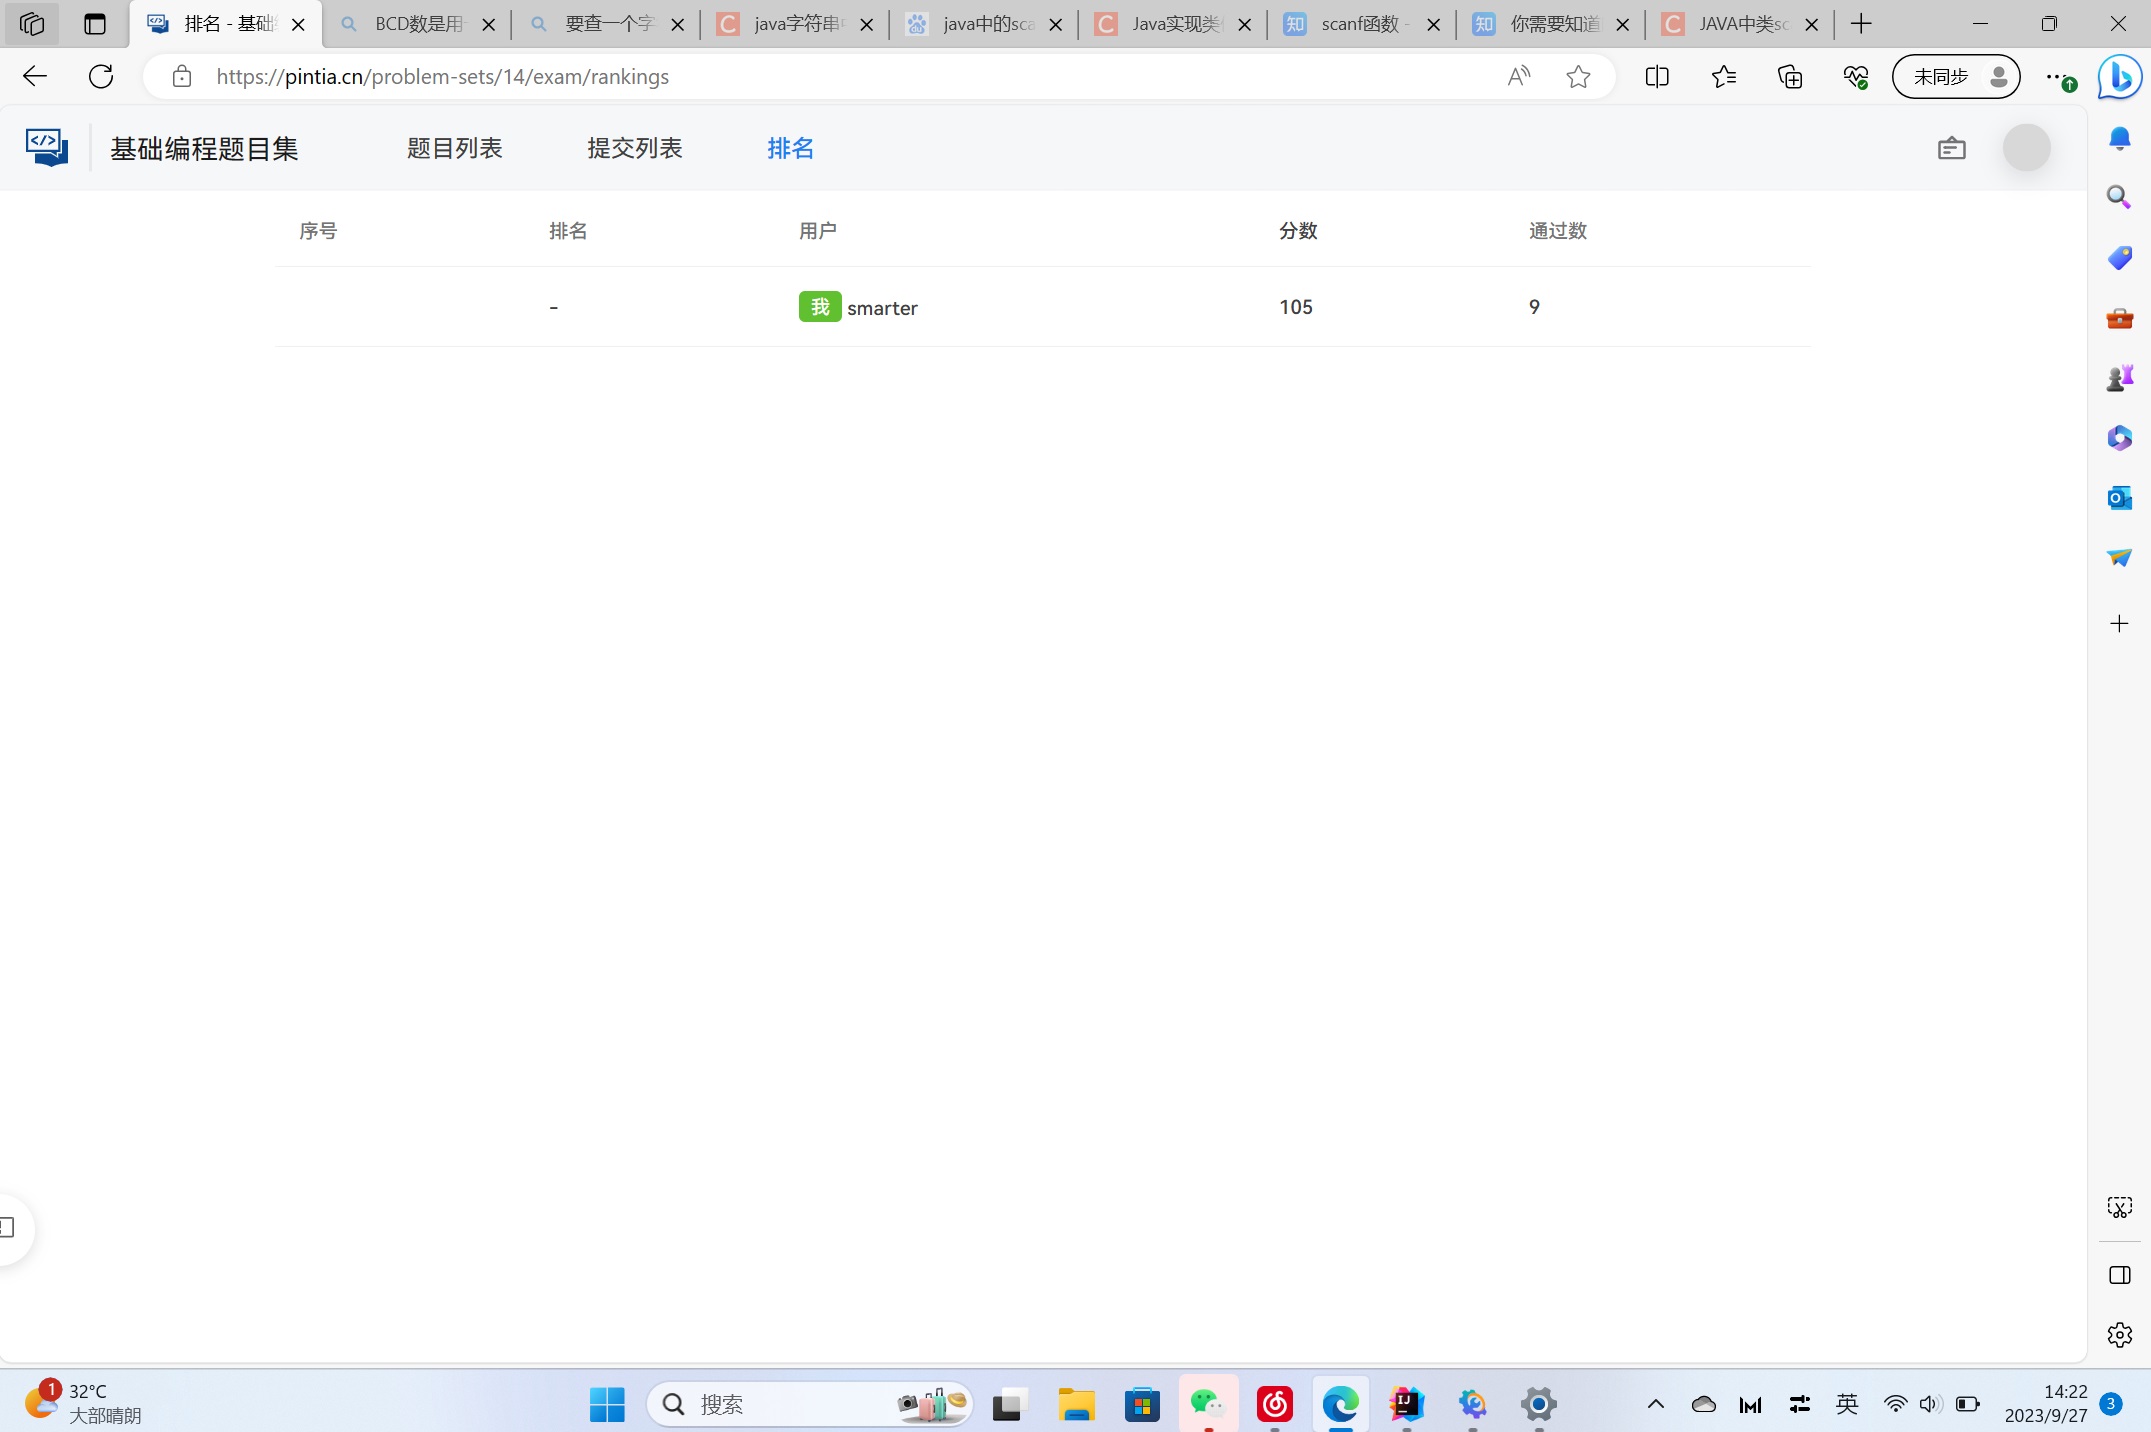 排名 - 基础
BCD数是用
要查一个字
java字符串中
java中的sca
Java实现类
scanf函数 -
你需要知道
JAVA中类sc
https://pintia.cn/problem-sets/14/exam/rankings
未同步
基础编程题目集
题目列表
提交列表
排名
序号
排名
用户
分数
通过数
-
我 smarter
105
9
1
32°C
大部晴朗
搜索
英
14:22
2023/9/27
3